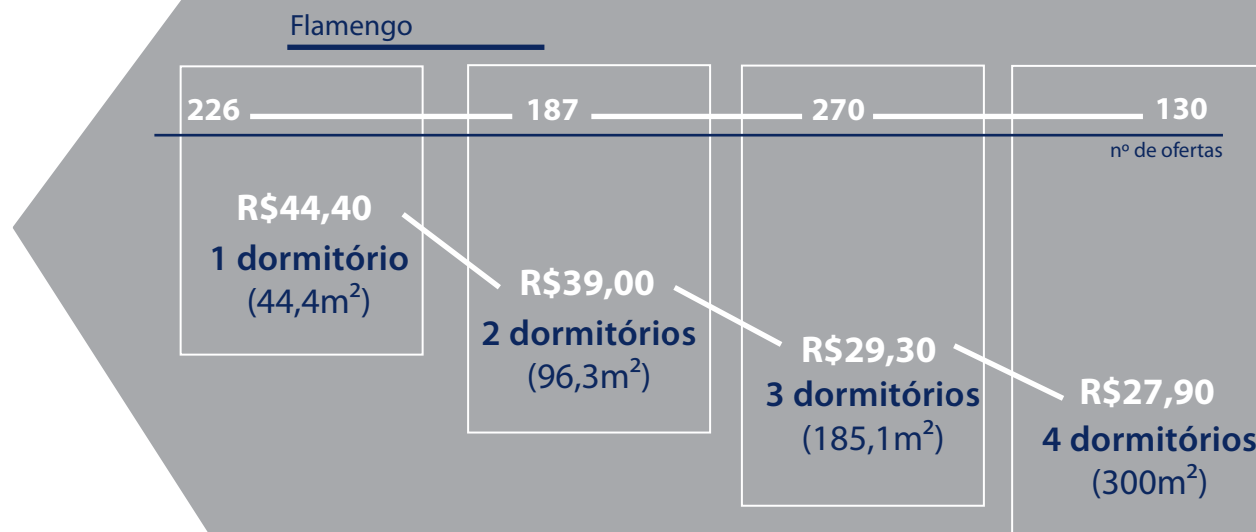 Flamengo
226
187
270
130
nº de ofertas
R$44,40
1 dormitório
(44,4m²)
R$39,00
2 dormitórios
(96,3m²)
R$29,30
3 dormitórios
(185,1m²)
R$27,90
4 dormitórios
(300m²)